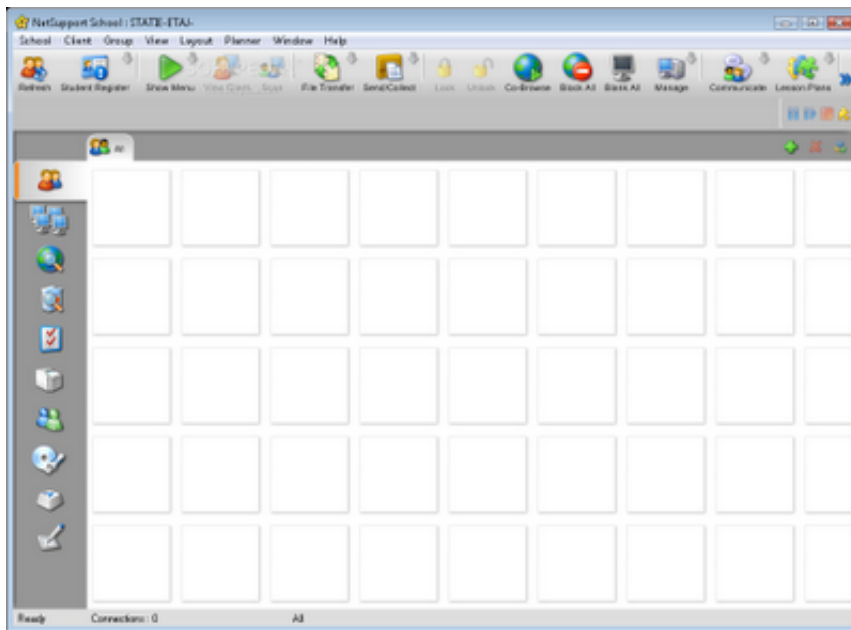 NetSupport School : STATIE-ETAJ-
School Client Group View Layout Planner Window Help
Refresh Student Register Show Menu View Client Scan File Transfer Send/Collect Lock Unlock Co-Browse Block All Blank All Manage Communicate Lesson Plans
Ready Connections : 0 All